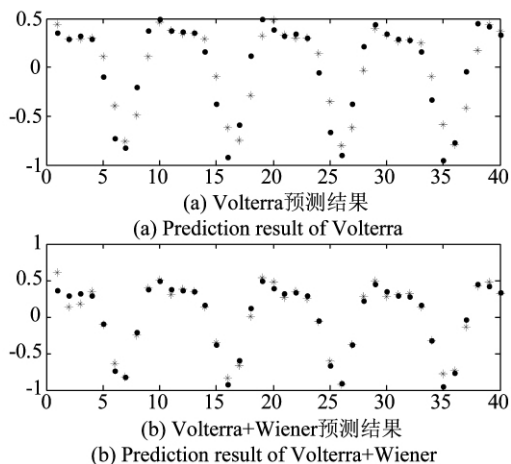 0.5
0
-0.5
-1
0 5 10 15 20 25 30 35 40
(a) Volterra预测结果
(a) Prediction result of Volterra
1
0.5
0
-0.5
-1
0 5 10 15 20 25 30 35 40
(b) Volterra+Wiener预测结果
(b) Prediction result of Volterra+Wiener